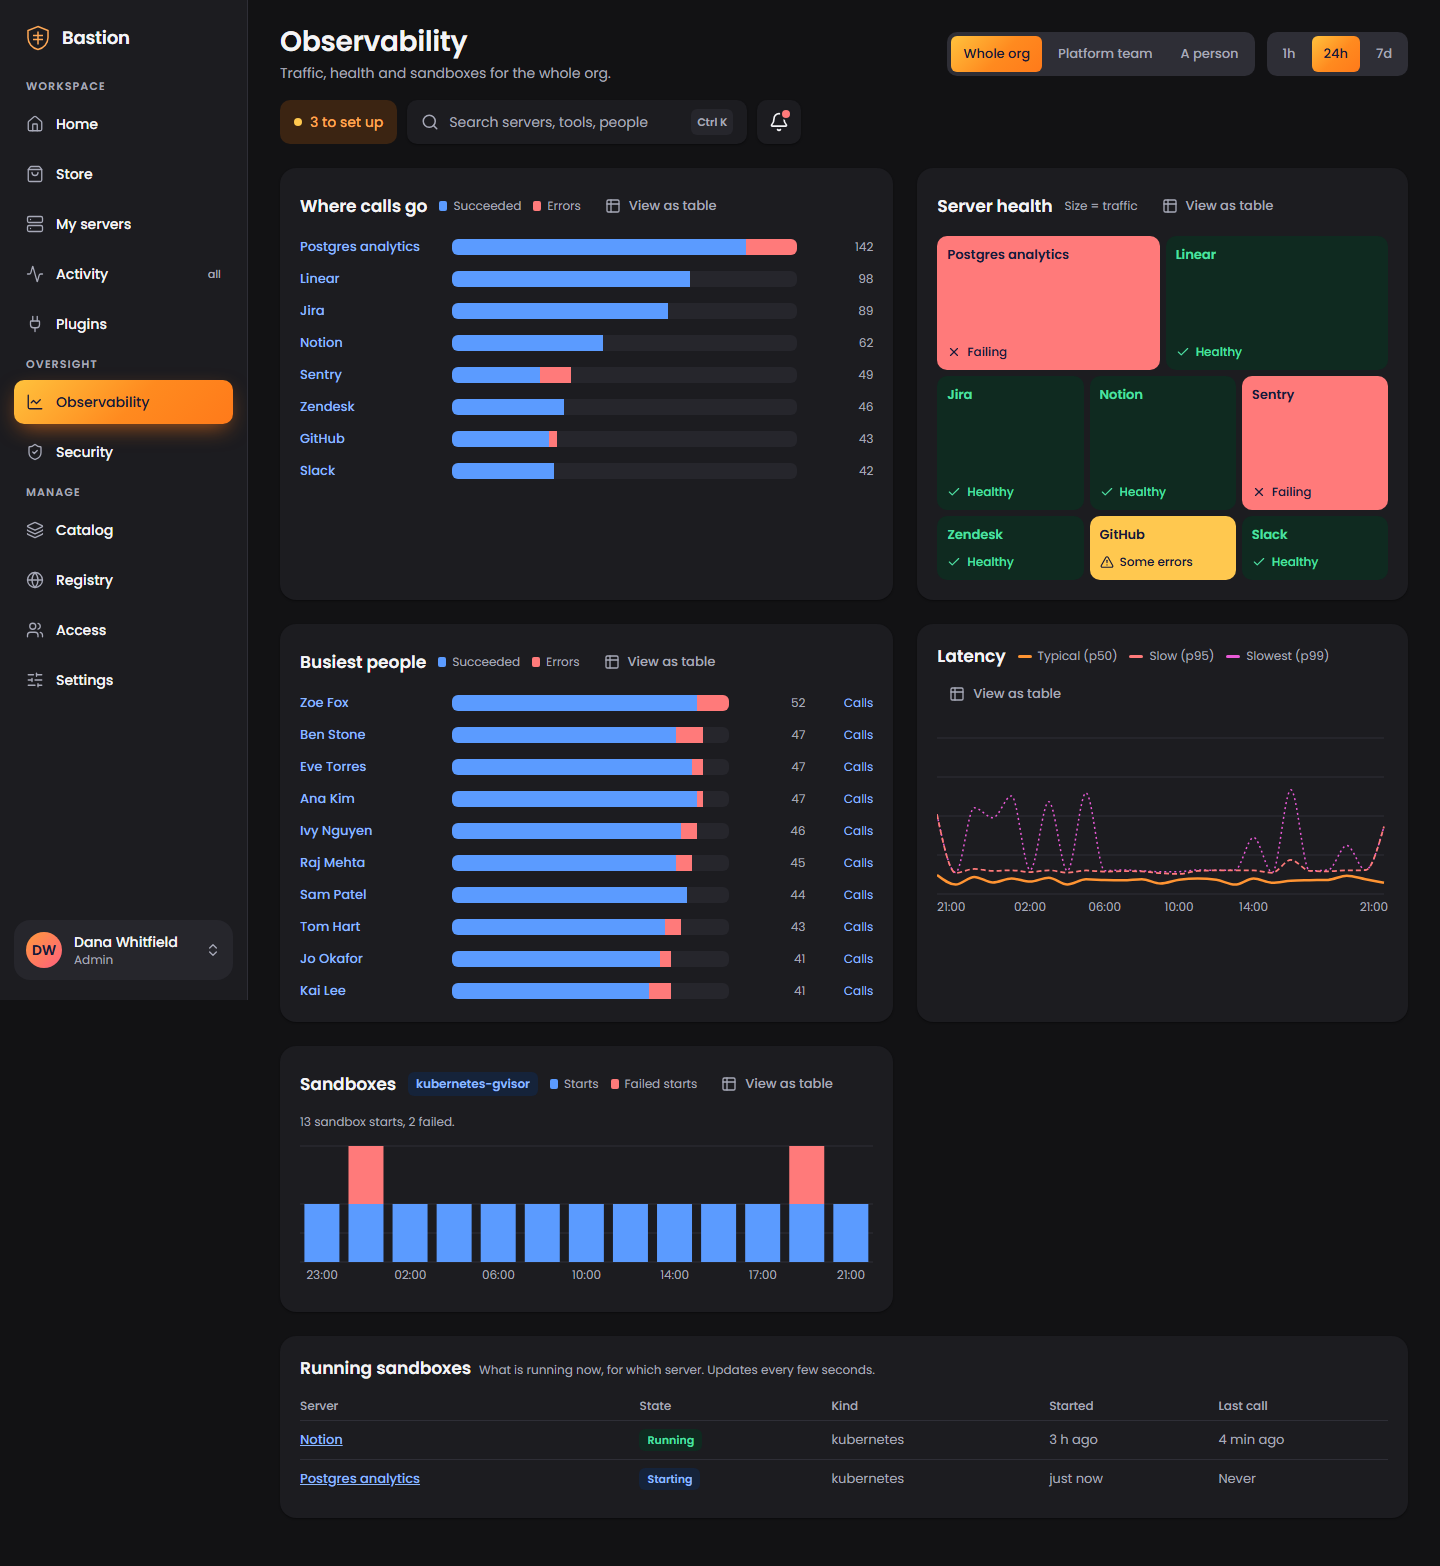 Bastion
WORKSPACE
Home
Store
My servers
Activity all
Plugins
OVERSIGHT
Observability
Security
MANAGE
Catalog
Registry
Access
Settings
DW Dana Whitfield
Admin
Observability
Traffic, health and sandboxes for the whole org.
Whole org Platform team A person 1h 24h 7d
3 to set up Search servers, tools, people Ctrl K
Where calls go Succeeded Errors View as table
Postgres analytics 142
Linear 98
Jira 89
Notion 62
Sentry 49
Zendesk 46
GitHub 43
Slack 42
Server health Size = traffic View as table
Postgres analytics Linear
Failing Healthy
Jira Notion Sentry
Healthy Healthy Failing
Zendesk GitHub Slack
Healthy Some errors Healthy
Busiest people Succeeded Errors View as table
Zoe Fox 52 Calls
Ben Stone 47 Calls
Eve Torres 47 Calls
Ana Kim 47 Calls
Ivy Nguyen 46 Calls
Raj Mehta 45 Calls
Sam Patel 44 Calls
Tom Hart 43 Calls
Jo Okafor 41 Calls
Kai Lee 41 Calls
Latency Typical (p50) Slow (p95) Slowest (p99)
View as table
21:00 02:00 06:00 10:00 14:00 21:00
Sandboxes kubernetes-gvisor Starts Failed starts View as table
13 sandbox starts, 2 failed.
23:00 02:00 06:00 10:00 14:00 17:00 21:00
Running sandboxes What is running now, for which server. Updates every few seconds.
Server State Kind Started Last call
Notion Running kubernetes 3 h ago 4 min ago
Postgres analytics Starting kubernetes just now Never